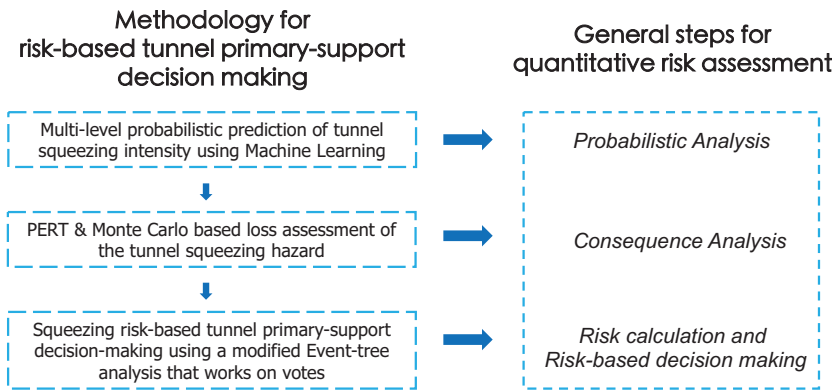 Methodology for
risk-based tunnel primary-support
decision making
General steps for
quantitative risk assessment
Multi-level probabilistic prediction of tunnel
squeezing intensity using Machine Learning
Probabilistic Analysis
PERT & Monte Carlo based loss assessment of
the tunnel squeezing hazard
Consequence Analysis
Squeezing risk-based tunnel primary-support
decision-making using a modified Event-tree
analysis that works on votes
Risk calculation and
Risk-based decision making